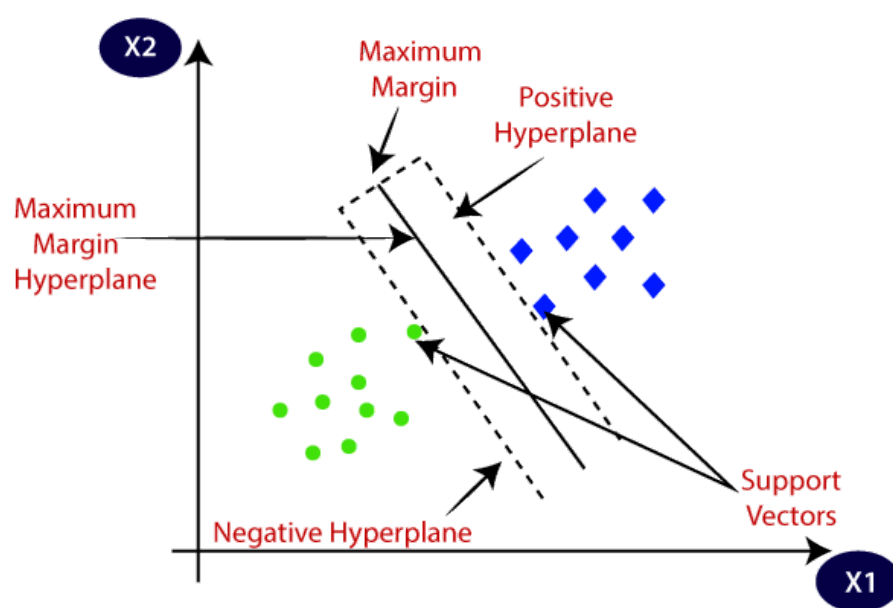 X2
Maximum
Margin
Positive
Hyperplane
Maximum
Margin
Hyperplane
Support
Vectors
Negative Hyperplane
X1